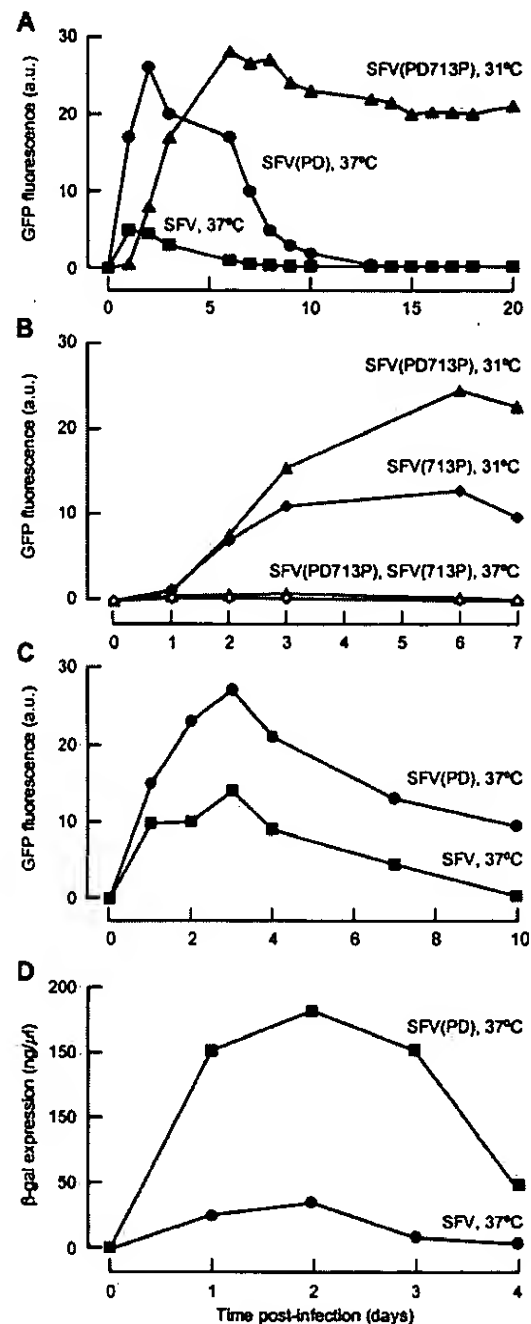 A
30
20
10
0
GFP fluorescence (a.u.)
SFV(PD713P), 31ºC
SFV(PD), 37ºC
SFV, 37ºC
0 5 10 15 20
B
30
20
10
0
GFP fluorescence (a.u.)
SFV(PD713P), 31ºC
SFV(713P), 31ºC
SFV(PD713P), SFV(713P), 37ºC
0 1 2 3 4 5 6 7
C
30
20
10
0
GFP fluorescence (a.u.)
SFV(PD), 37ºC
SFV, 37ºC
0 2 4 6 8 10
D
200
150
150
50
0
β-gal expression (ng/µl)
SFV(PD), 37ºC
SFV, 37ºC
0 1 2 3 4
Time post-infection (days)